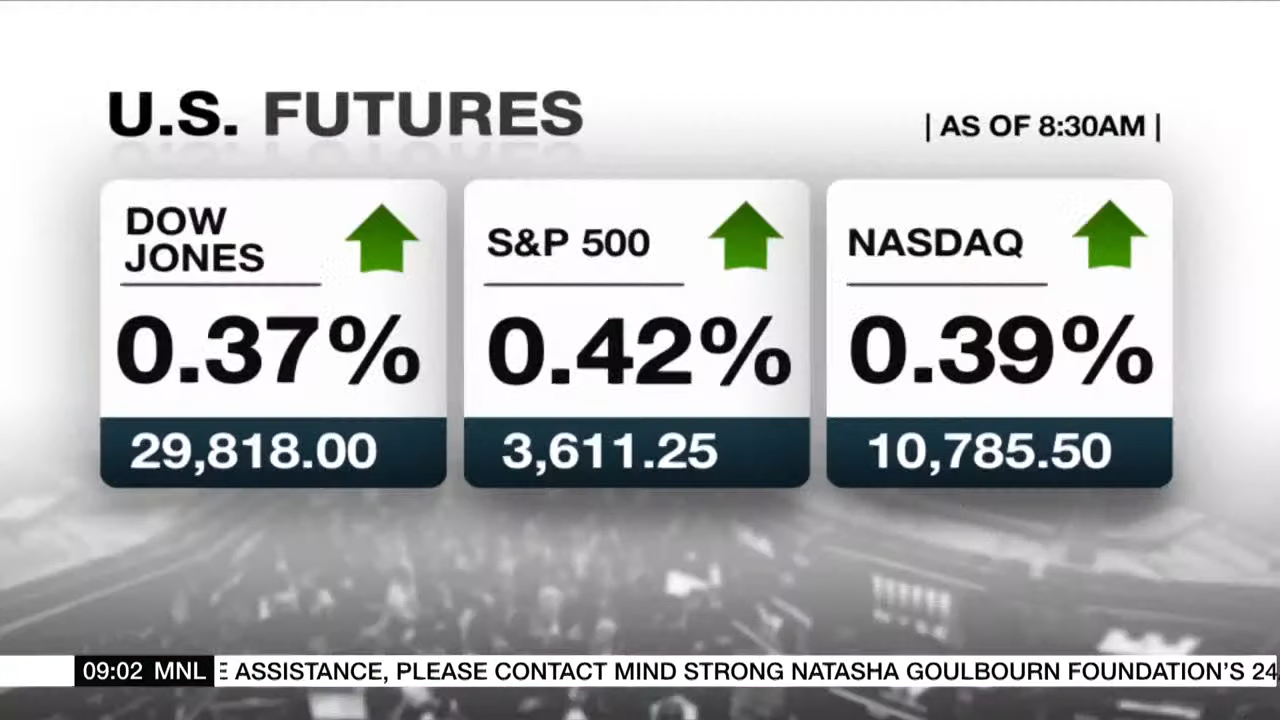 U.S. FUTURES
| AS OF 8:30AM |
DOW
JONES
0.37%
29,818.00
S&P 500
0.42%
3,611.25
NASDAQ
0.39%
10,785.50
09:02 MNL
E ASSISTANCE, PLEASE CONTACT MIND STRONG NATASHA GOULBOURN FOUNDATION'S 24